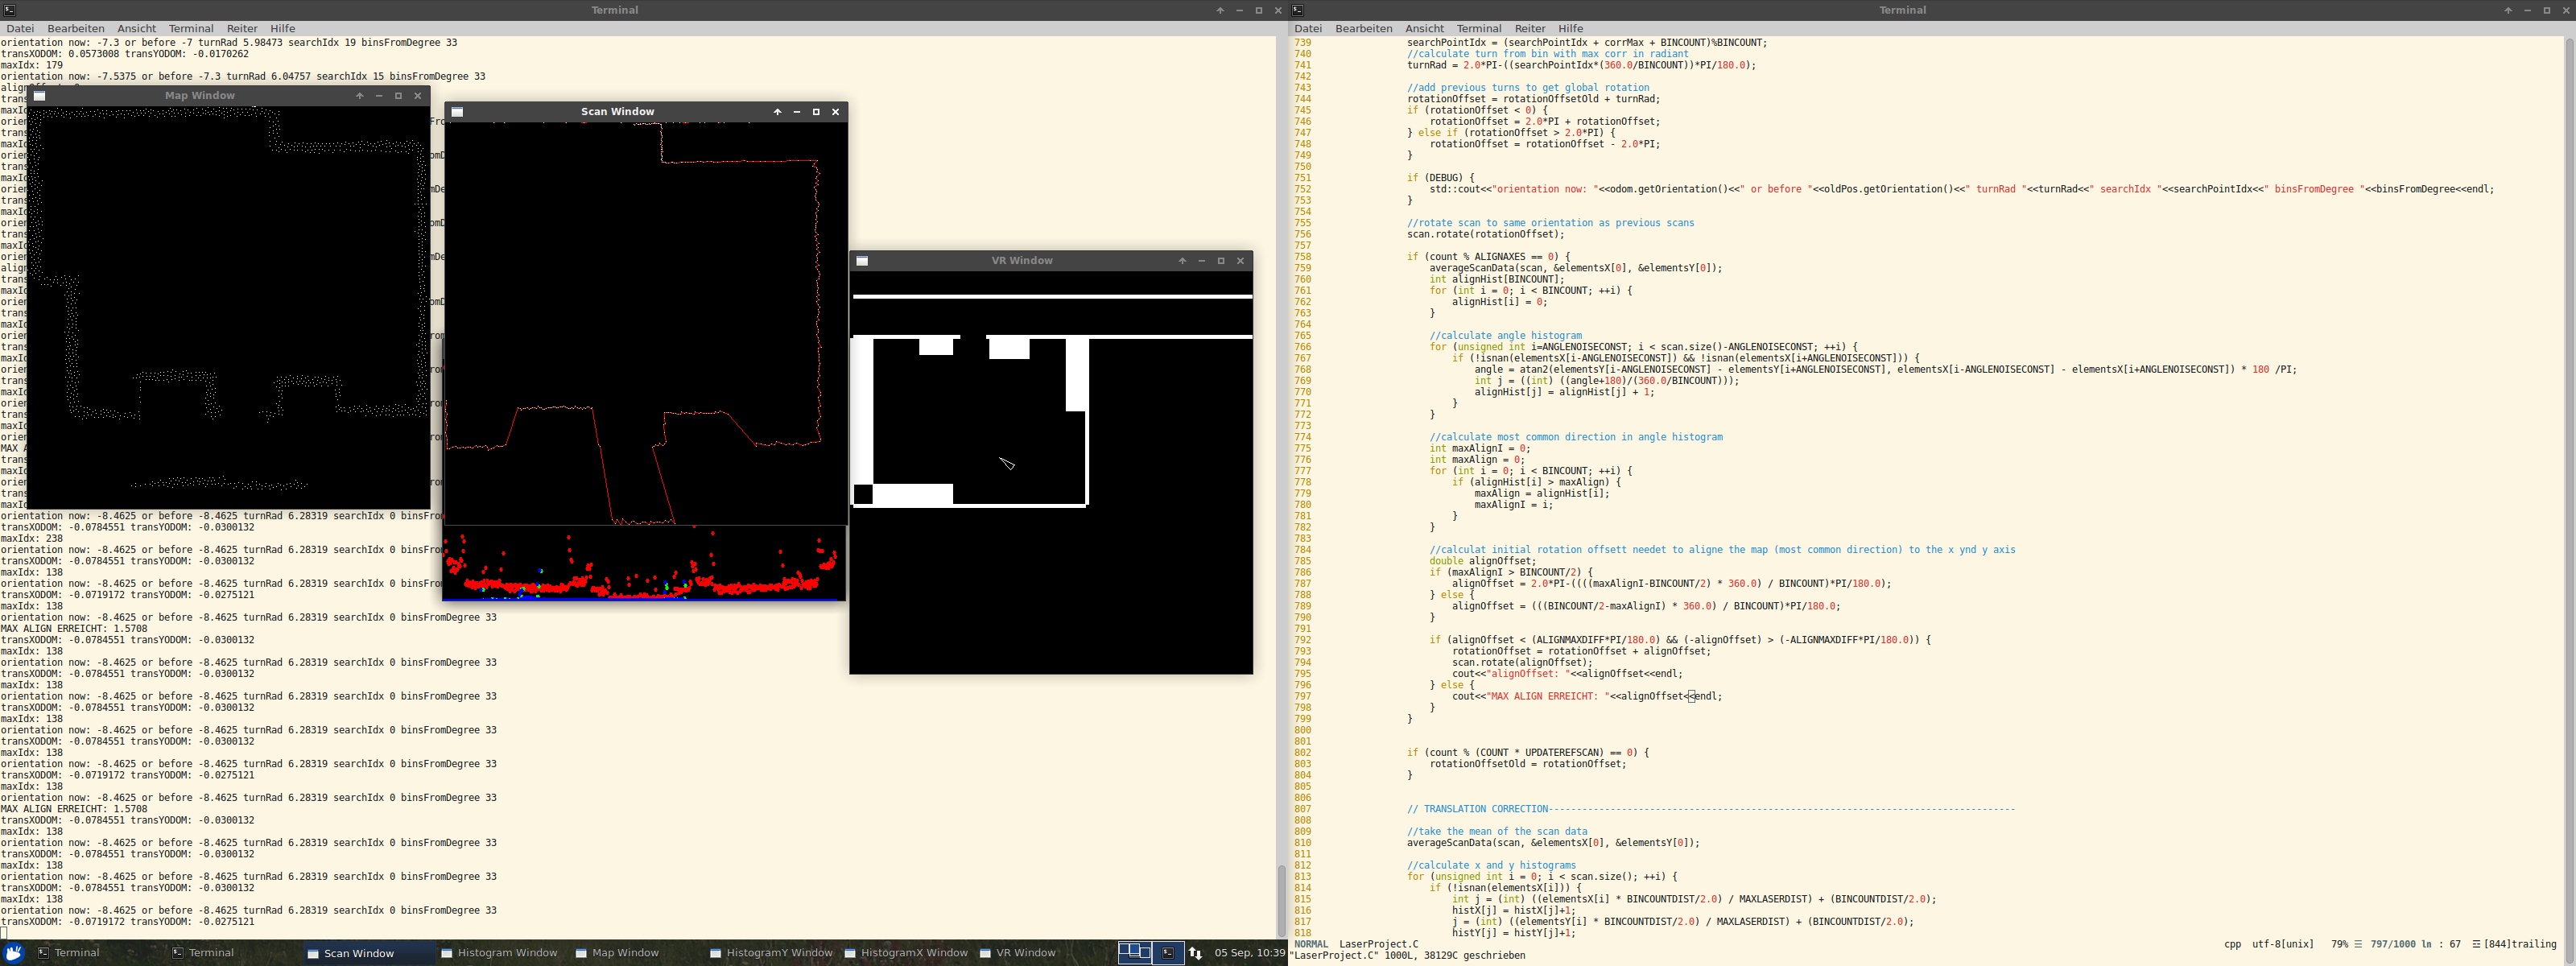 Terminal
Datei Bearbeiten Ansicht Terminal Reiter Hilfe
orientation now: -7.3 or before -7 turnRad 5.98473 searchIdx 19 binsFromDegree 33
transXODOM: 0.0573008 transYODOM: -0.0170262
maxIdx: 179
orientation now: -7.5375 or before -7.3 turnRad 6.04757 searchIdx 15 binsFromDegree 33
Map Window
Scan Window
VR Window
orientation now: -8.4625 or before -8.4625 turnRad 6.28319 searchIdx 0 binsFro
transXODOM: -0.0784551 transYODOM: -0.0300132
maxIdx: 238
orientation now: -8.4625 or before -8.4625 turnRad 6.28319 searchIdx 0 binsFro
transXODOM: -0.0784551 transYODOM: -0.0300132
maxIdx: 138
orientation now: -8.4625 or before -8.4625 turnRad 6.28319 searchIdx 0 binsFro
transXODOM: -0.0719172 transYODOM: -0.0275121
maxIdx: 138
orientation now: -8.4625 or before -8.4625 turnRad 6.28319 searchIdx 0 binsFromDegree 33
MAX ALIGN ERREICHT: 1.5708
transXODOM: -0.0784551 transYODOM: -0.0300132
maxIdx: 138
orientation now: -8.4625 or before -8.4625 turnRad 6.28319 searchIdx 0 binsFromDegree 33
transXODOM: -0.0784551 transYODOM: -0.0300132
maxIdx: 138
orientation now: -8.4625 or before -8.4625 turnRad 6.28319 searchIdx 0 binsFromDegree 33
transXODOM: -0.0784551 transYODOM: -0.0300132
maxIdx: 138
orientation now: -8.4625 or before -8.4625 turnRad 6.28319 searchIdx 0 binsFromDegree 33
transXODOM: -0.0784551 transYODOM: -0.0300132
maxIdx: 138
orientation now: -8.4625 or before -8.4625 turnRad 6.28319 searchIdx 0 binsFromDegree 33
transXODOM: -0.0719172 transYODOM: -0.0275121
maxIdx: 138
orientation now: -8.4625 or before -8.4625 turnRad 6.28319 searchIdx 0 binsFromDegree 33
MAX ALIGN ERREICHT: 1.5708
transXODOM: -0.0784551 transYODOM: -0.0300132
maxIdx: 138
orientation now: -8.4625 or before -8.4625 turnRad 6.28319 searchIdx 0 binsFromDegree 33
transXODOM: -0.0784551 transYODOM: -0.0300132
maxIdx: 138
orientation now: -8.4625 or before -8.4625 turnRad 6.28319 searchIdx 0 binsFromDegree 33
transXODOM: -0.0784551 transYODOM: -0.0300132
maxIdx: 138
orientation now: -8.4625 or before -8.4625 turnRad 6.28319 searchIdx 0 binsFromDegree 33
transXODOM: -0.0719172 transYODOM: -0.0275121
Terminal Terminal Scan Window Histogram Window Map Window HistogramY Window HistogramX Window VR Window 05 Sep, 10:39
Terminal
Datei Bearbeiten Ansicht Terminal Reiter Hilfe
739 searchPointIdx = (searchPointIdx + corrMax + BINCOUNT)%BINCOUNT;
740 //calculate turn from bin with max corr in radiant
741 turnRad = 2.0*PI-((searchPointIdx*(360.0/BINCOUNT))*PI/180.0);
742
743 //add previous turns to get global rotation
744 rotationOffset = rotationOffsetOld + turnRad;
745 if (rotationOffset < 0) {
746 rotationOffset = 2.0*PI + rotationOffset;
747 } else if (rotationOffset > 2.0*PI) {
748 rotationOffset = rotationOffset - 2.0*PI;
749 }
750
751 if (DEBUG) {
752 std::cout<<"orientation now: "<<odom.getOrientation()<<" or before "<<oldPos.getOrientation()<<" turnRad "<<turnRad<<" searchIdx "<<searchPointIdx<<" binsFromDegree "<<binsFromDegree<<endl;
753 }
754
755 //rotate scan to same orientation as previous scans
756 scan.rotate(rotationOffset);
757
758 if (count % ALIGNAXES == 0) {
759 averageScanData(scan, &elementsX[0], &elementsY[0]);
760 int alignHist[BINCOUNT];
761 for (int i = 0; i < BINCOUNT; ++i) {
762 alignHist[i] = 0;
763 }
764
765 //calculate angle histogram
766 for (unsigned int i=ANGLENOISECONST; i < scan.size()-ANGLENOISECONST; ++i) {
767 if (!isnan(elementsX[i-ANGLENOISECONST]) && !isnan(elementsX[i+ANGLENOISECONST])) {
768 angle = atan2(elementsY[i-ANGLENOISECONST] - elementsY[i+ANGLENOISECONST], elementsX[i-ANGLENOISECONST] - elementsX[i+ANGLENOISECONST]) * 180 /PI;
769 int j = ((int) ((angle+180)/(360.0/BINCOUNT)));
770 alignHist[j] = alignHist[j] + 1;
771 }
772 }
773
774 //calculate most common direction in angle histogram
775 int maxAlignI = 0;
776 int maxAlign = 0;
777 for (int i = 0; i < BINCOUNT; ++i) {
778 if (alignHist[i] > maxAlign) {
779 maxAlign = alignHist[i];
780 maxAlignI = i;
781 }
782 }
783
784 //calculat initial rotation offsett needet to aligne the map (most common direction) to the x ynd y axis
785 double alignOffset;
786 if (maxAlignI > BINCOUNT/2) {
787 alignOffset = 2.0*PI-((((maxAlignI-BINCOUNT/2) * 360.0) / BINCOUNT)*PI/180.0);
788 } else {
789 alignOffset = (((BINCOUNT/2-maxAlignI) * 360.0) / BINCOUNT)*PI/180.0;
790 }
791
792 if (alignOffset < (ALIGNMAXDIFF*PI/180.0) && (-alignOffset) > (-ALIGNMAXDIFF*PI/180.0)) {
793 rotationOffset = rotationOffset + alignOffset;
794 scan.rotate(alignOffset);
795 cout<<"alignOffset: "<<alignOffset<<endl;
796 } else {
797 cout<<"MAX ALIGN ERREICHT: "<<alignOffset<<endl;
798 }
799 }
800
801
802 if (count % (COUNT * UPDATEREFSCAN) == 0) {
803 rotationOffsetOld = rotationOffset;
804 }
805
806
807 // TRANSLATION CORRECTION-----------------------------------------------------------------------------------
808
809 //take the mean of the scan data
810 averageScanData(scan, &elementsX[0], &elementsY[0]);
811
812 //calculate x and y histograms
813 for (unsigned int i = 0; i < scan.size(); ++i) {
814 if (!isnan(elementsX[i])) {
815 int j = (int) ((elementsX[i] * BINCOUNTDIST/2.0) / MAXLASERDIST) + (BINCOUNTDIST/2.0);
816 histX[j] = histX[j]+1;
817 j = (int) ((elementsY[i] * BINCOUNTDIST/2.0) / MAXLASERDIST) + (BINCOUNTDIST/2.0);
818 histY[j] = histY[j]+1;
NORMAL LaserProject.C cpp utf-8[unix] 79% ☰ 797/1000 ln : 67 ☲ [844]trailing
"LaserProject.C" 1000L, 38129C geschrieben